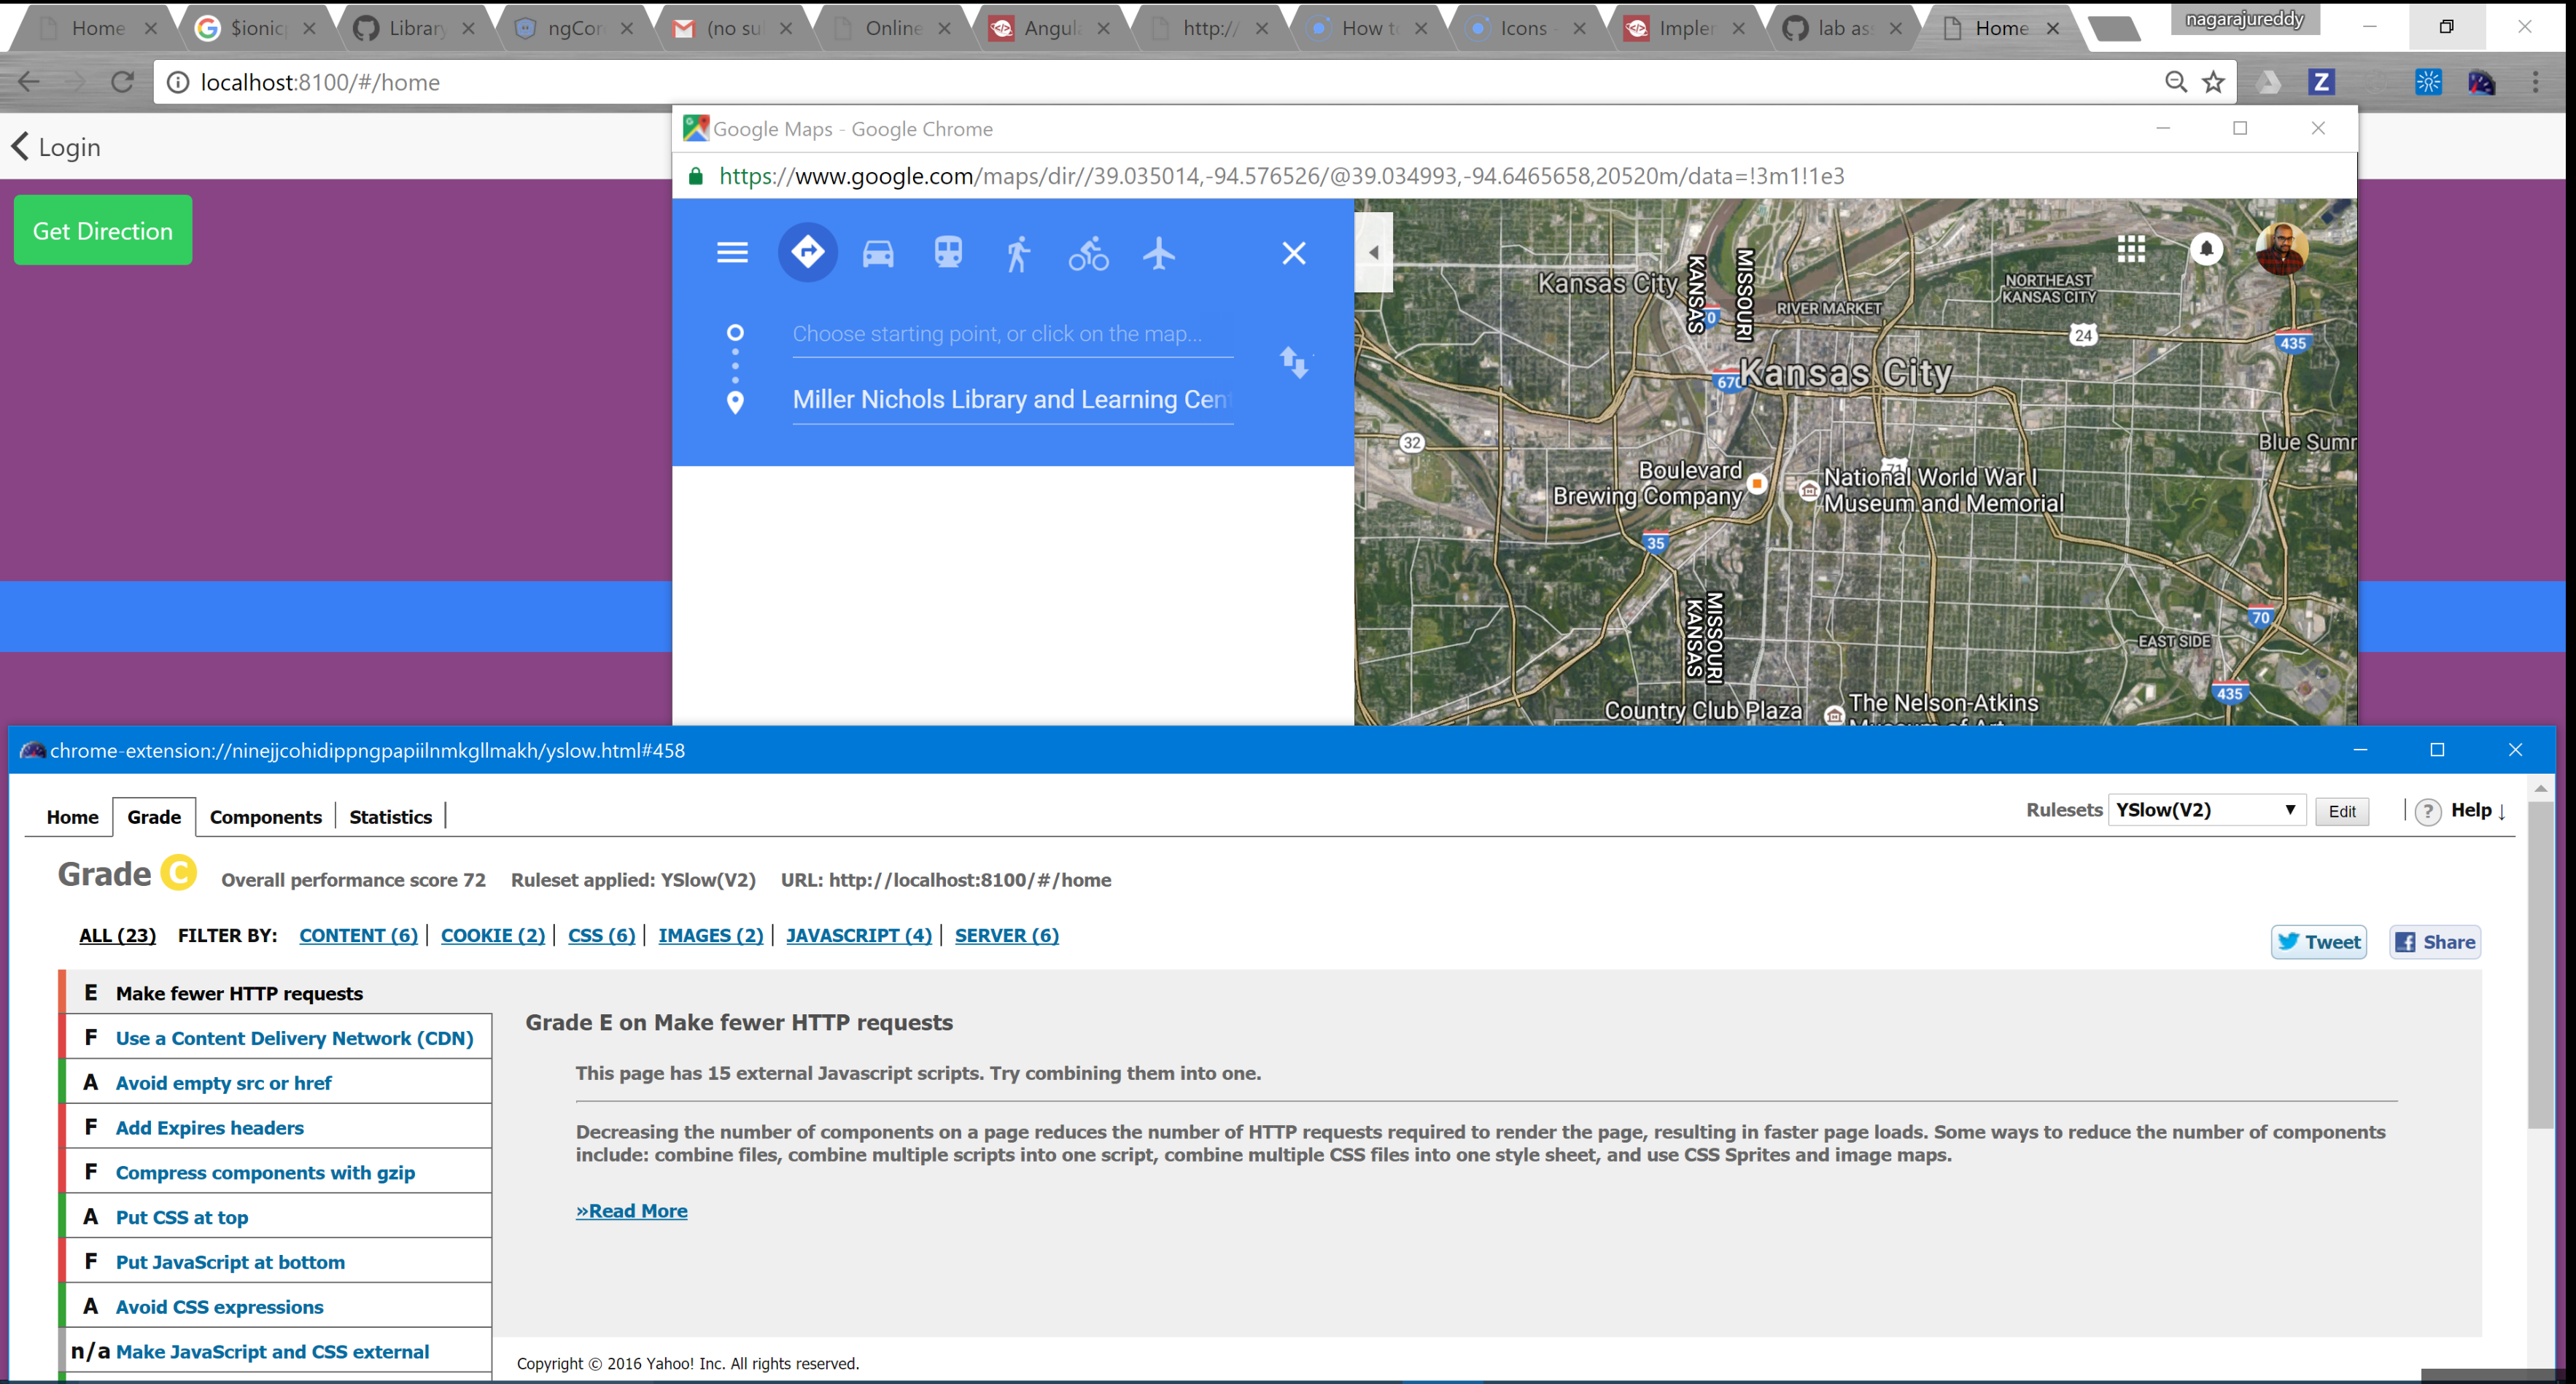 Home
$ionic
Library
ngCor
(no su
Online
Angula
http://
How t
Icons
Implem
lab ass
Home
nagarajureddy
localhost:8100/#/home
Login
Get Direction
Google Maps - Google Chrome
https://www.google.com/maps/dir//39.035014,-94.576526/@39.034993,-94.6465658,20520m/data=!3m1!1e3
Choose starting point, or click on the map...
Miller Nichols Library and Learning Cen
Kansas City
KANSAS
MISSOURI
RIVER MARKET
NORTHEAST
KANSAS CITY
24
435
670
Kansas City
32
Blue Summ
Boulevard
Brewing Company
71
National World War I
Museum and Memorial
35
70
EAST SIDE
MISSOURI
KANSAS
435
Country Club Plaza
The Nelson-Atkins
Museum of Art
chrome-extension://ninejjcohidippngpapiilnmkgllmakh/yslow.html#458
Home
Grade
Components
Statistics
Rulesets
YSlow(V2)
Edit
? Help ↓
Grade C
Overall performance score 72
Ruleset applied: YSlow(V2)
URL: http://localhost:8100/#/home
ALL (23) FILTER BY: CONTENT (6) | COOKIE (2) | CSS (6) | IMAGES (2) | JAVASCRIPT (4) | SERVER (6)
Tweet
Share
E Make fewer HTTP requests
F Use a Content Delivery Network (CDN)
A Avoid empty src or href
F Add Expires headers
F Compress components with gzip
A Put CSS at top
F Put JavaScript at bottom
A Avoid CSS expressions
n/a Make JavaScript and CSS external
Grade E on Make fewer HTTP requests
This page has 15 external Javascript scripts. Try combining them into one.
Decreasing the number of components on a page reduces the number of HTTP requests required to render the page, resulting in faster page loads. Some ways to reduce the number of components
include: combine files, combine multiple scripts into one script, combine multiple CSS files into one style sheet, and use CSS Sprites and image maps.
»Read More
Copyright © 2016 Yahoo! Inc. All rights reserved.